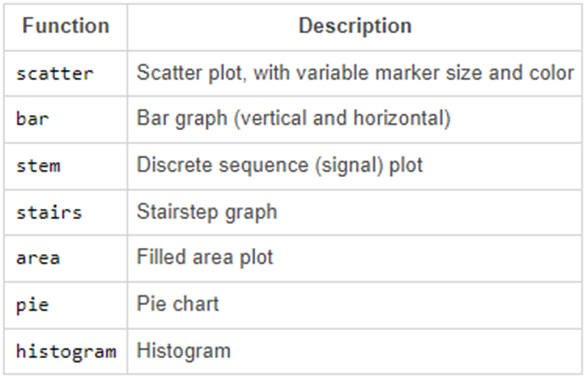 Function Description
scatter Scatter plot, with variable marker size and color
bar Bar graph (vertical and horizontal)
stem Discrete sequence (signal) plot
stairs Stairstep graph
area Filled area plot
pie Pie chart
histogram Histogram